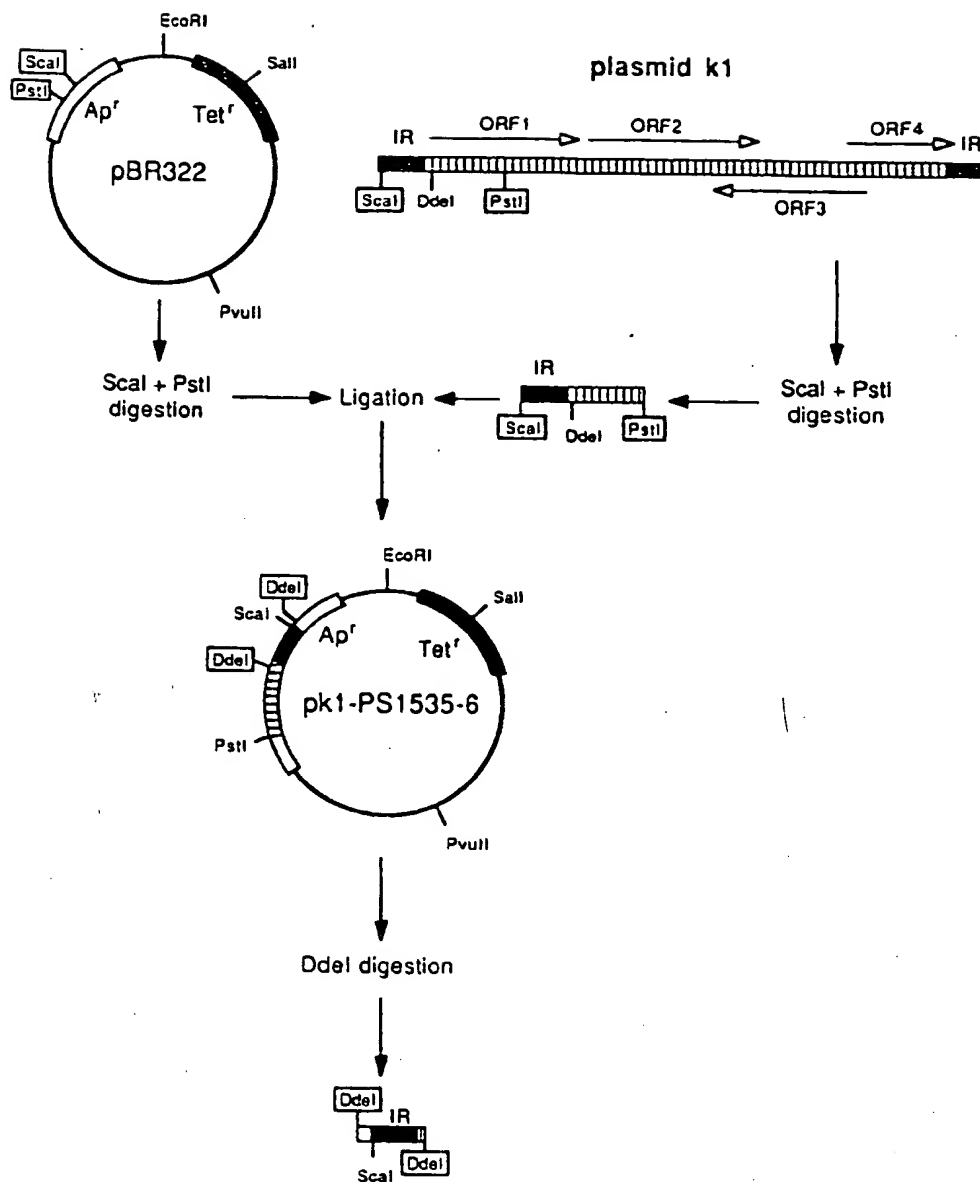 EcoRI
ScaI
SalI
PstI
Apʳ
Tetʳ
pBR322
PvuII
plasmid k1
IR
ORF1
ORF2
ORF4
IR
ScaI
DdeI
PstI
ORF3
ScaI + PstI
digestion
Ligation
IR
ScaI
DdeI
PstI
ScaI + PstI
digestion
EcoRI
DdeI
ScaI
SalI
Apʳ
Tetʳ
DdeI
pk1-PS1535-6
PstI
PvuII
DdeI digestion
DdeI
IR
ScaI
DdeI